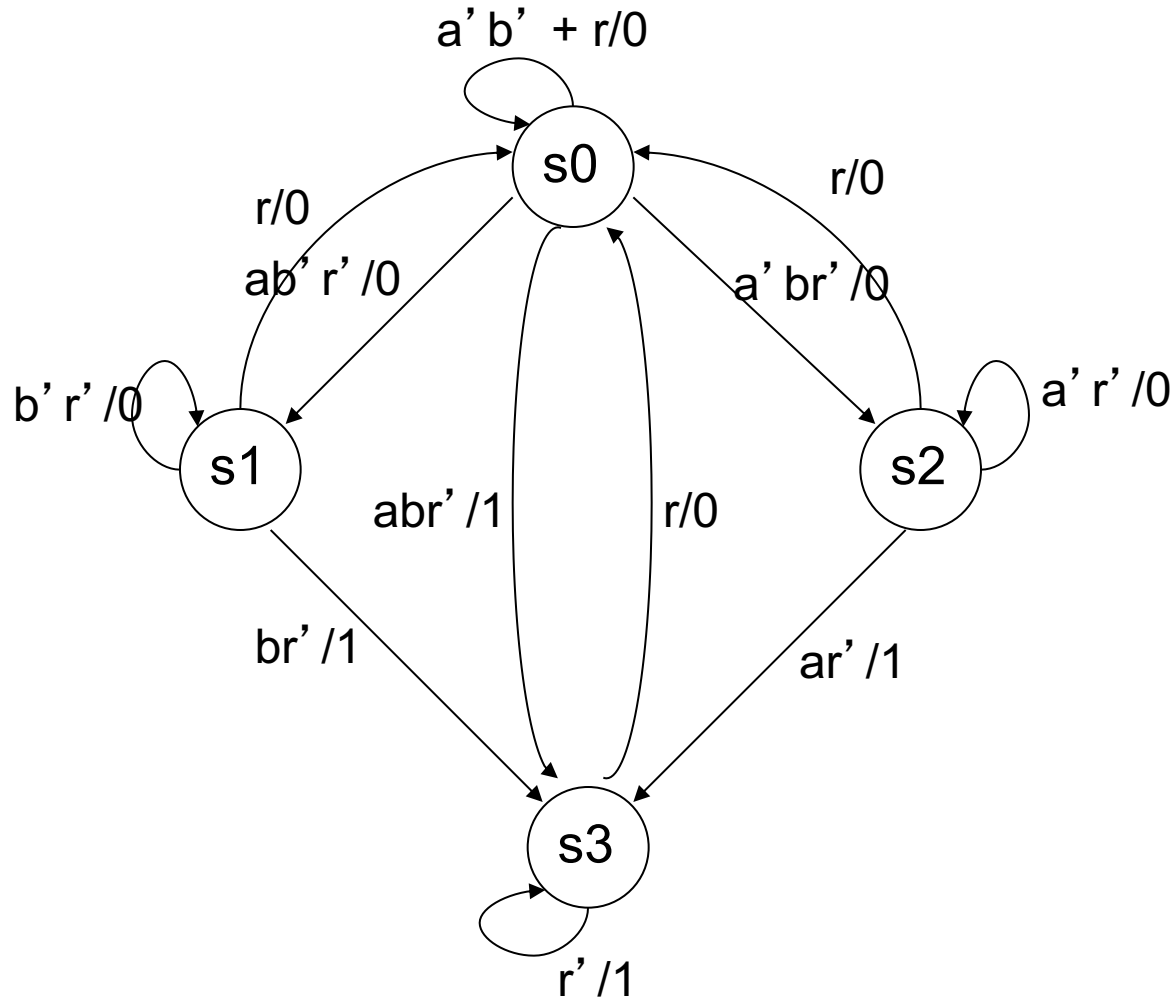 a’ b’ + r/0
s0
r/0
r/0
ab’ r’ /0
a’ br’ /0
b’ r’ /0
a’ r’ /0
s1
s2
abr’ /1
r/0
br’ /1
ar’ /1
s3
r’ /1